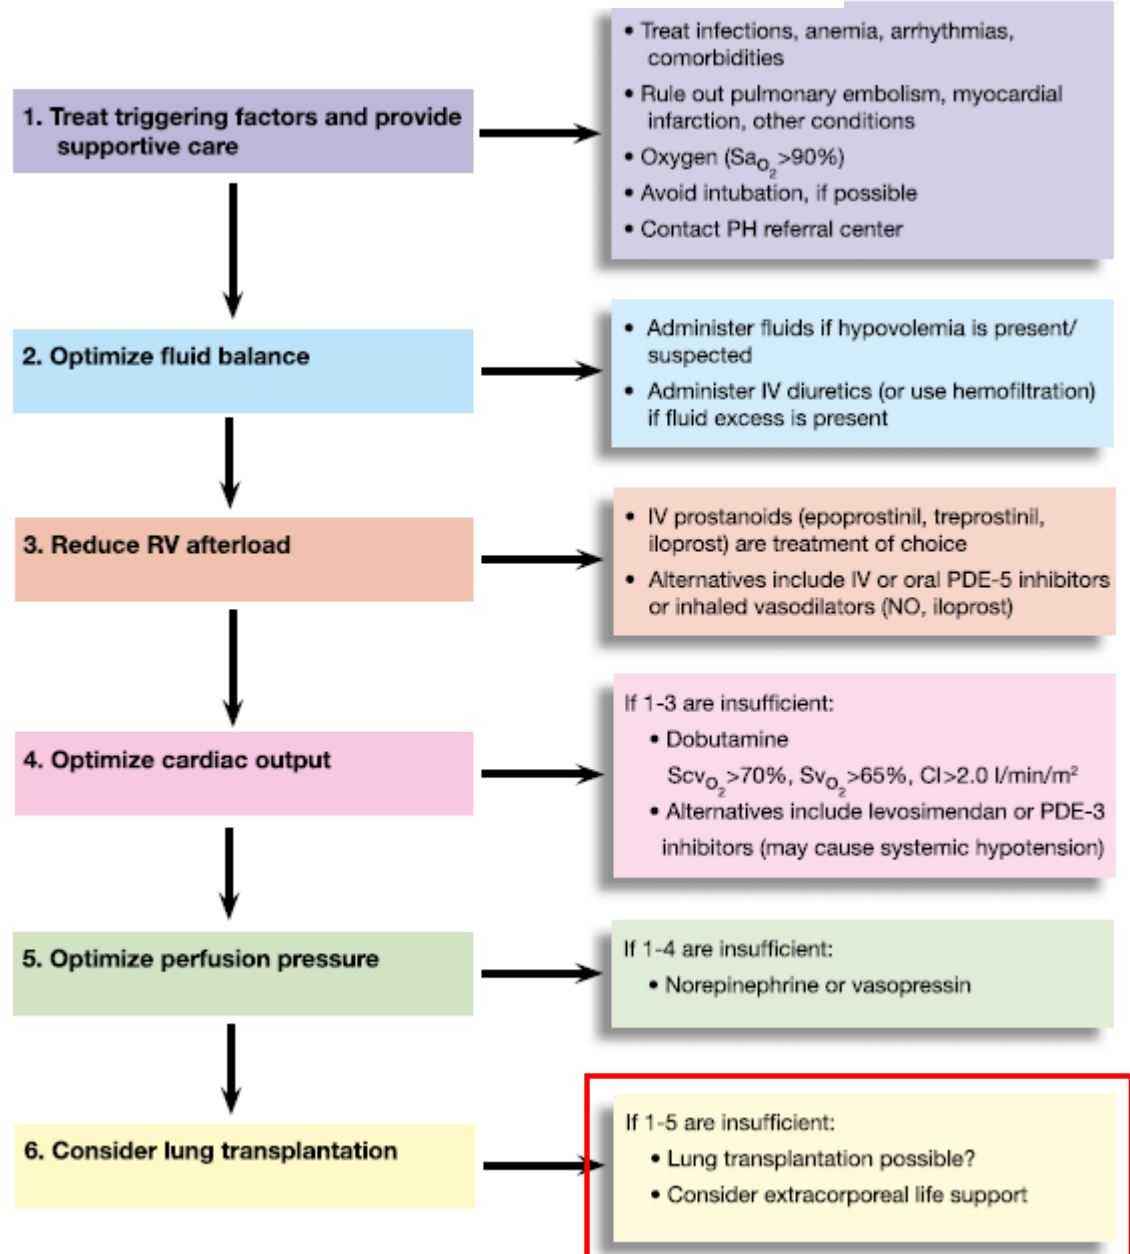 1. Treat triggering factors and provide
supportive care
• Treat infections, anemia, arrhythmias,
comorbidities
• Rule out pulmonary embolism, myocardial
infarction, other conditions
• Oxygen (SaO2>90%)
• Avoid intubation, if possible
• Contact PH referral center
2. Optimize fluid balance
• Administer fluids if hypovolemia is present/
suspected
• Administer IV diuretics (or use hemofiltration)
if fluid excess is present
3. Reduce RV afterload
• IV prostanoids (epoprostinil, treprostinil,
iloprost) are treatment of choice
• Alternatives include IV or oral PDE-5 inhibitors
or inhaled vasodilators (NO, iloprost)
4. Optimize cardiac output
If 1-3 are insufficient:
• Dobutamine
ScvO2>70%, SvO2>65%, CI>2.0 l/min/m²
• Alternatives include levosimendan or PDE-3
inhibitors (may cause systemic hypotension)
5. Optimize perfusion pressure
If 1-4 are insufficient:
• Norepinephrine or vasopressin
6. Consider lung transplantation
If 1-5 are insufficient:
• Lung transplantation possible?
• Consider extracorporeal life support